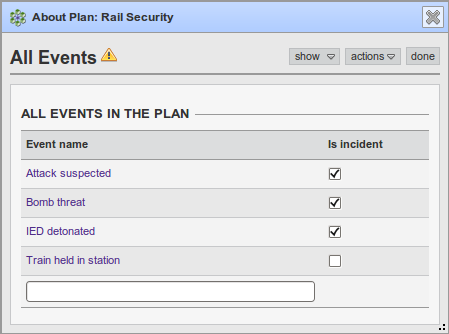 About Plan: Rail Security
All Events
show actions done
ALL EVENTS IN THE PLAN
Event name Is incident
Attack suspected
Bomb threat
IED detonated
Train held in station